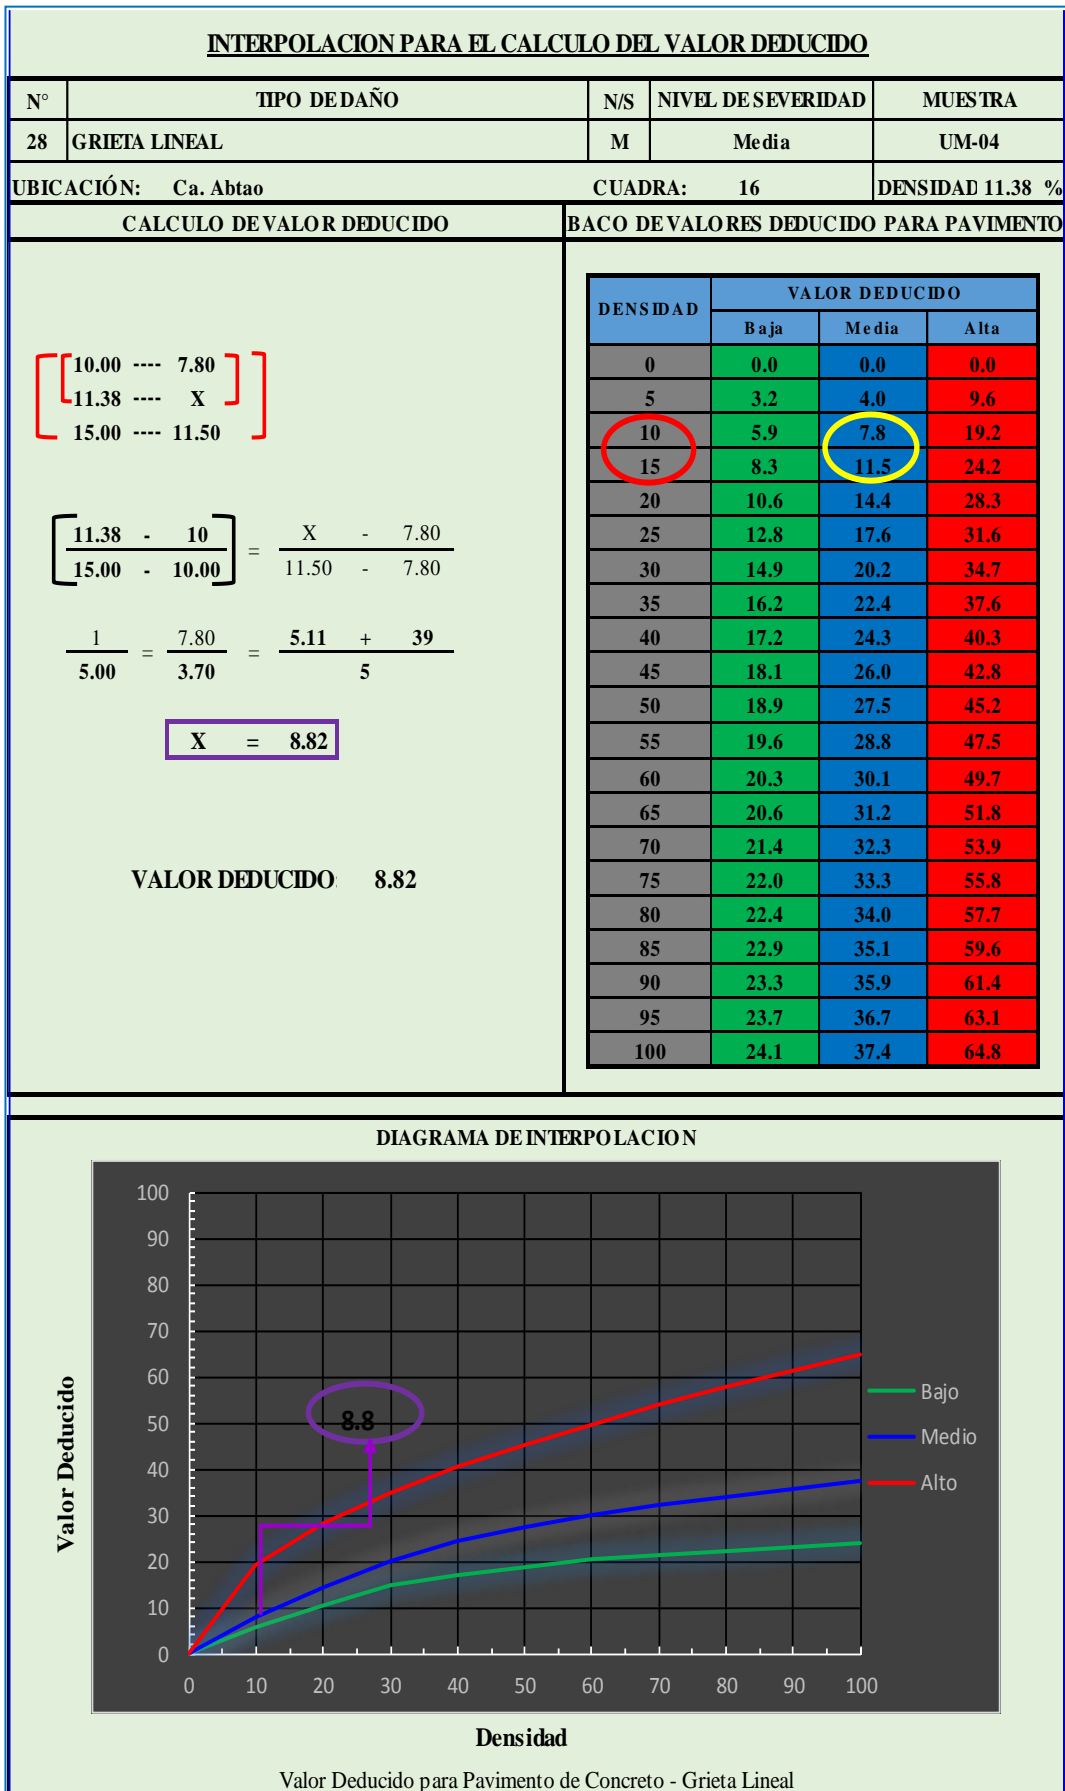 INTERPOLACION PARA EL CALCULO DEL VALOR DEDUCIDO
N° TIPO DE DAÑO N/S NIVEL DE SEVERIDAD MUESTRA
28 GRIETA LINEAL M Media UM-04
UBICACIÓN: Ca. Abtao CUADRA: 16 DENSIDAD 11.38 %
CALCULO DE VALOR DEDUCIDO
10.00 ---- 7.80
11.38 ---- X
15.00 ---- 11.50
11.38 - 10 = X - 7.80
15.00 - 10.00 11.50 - 7.80
1 = 7.80 = 5.11 + 39
5.00 3.70 5
X = 8.82
VALOR DEDUCIDO: 8.82
BACO DE VALORES DEDUCIDO PARA PAVIMENTO
DENSIDAD VALOR DEDUCIDO
Baja Media Alta
0 0.0 0.0 0.0
5 3.2 4.0 9.6
10 5.9 7.8 19.2
15 8.3 11.5 24.2
20 10.6 14.4 28.3
25 12.8 17.6 31.6
30 14.9 20.2 34.7
35 16.2 22.4 37.6
40 17.2 24.3 40.3
45 18.1 26.0 42.8
50 18.9 27.5 45.2
55 19.6 28.8 47.5
60 20.3 30.1 49.7
65 20.6 31.2 51.8
70 21.4 32.3 53.9
75 22.0 33.3 55.8
80 22.4 34.0 57.7
85 22.9 35.1 59.6
90 23.3 35.9 61.4
95 23.7 36.7 63.1
100 24.1 37.4 64.8
DIAGRAMA DE INTERPOLACION
Valor Deducido
100
90
80
70
60
50
40
30
20
10
0
8.8
Bajo
Medio
Alto
0 10 20 30 40 50 60 70 80 90 100
Densidad
Valor Deducido para Pavimento de Concreto - Grieta Lineal